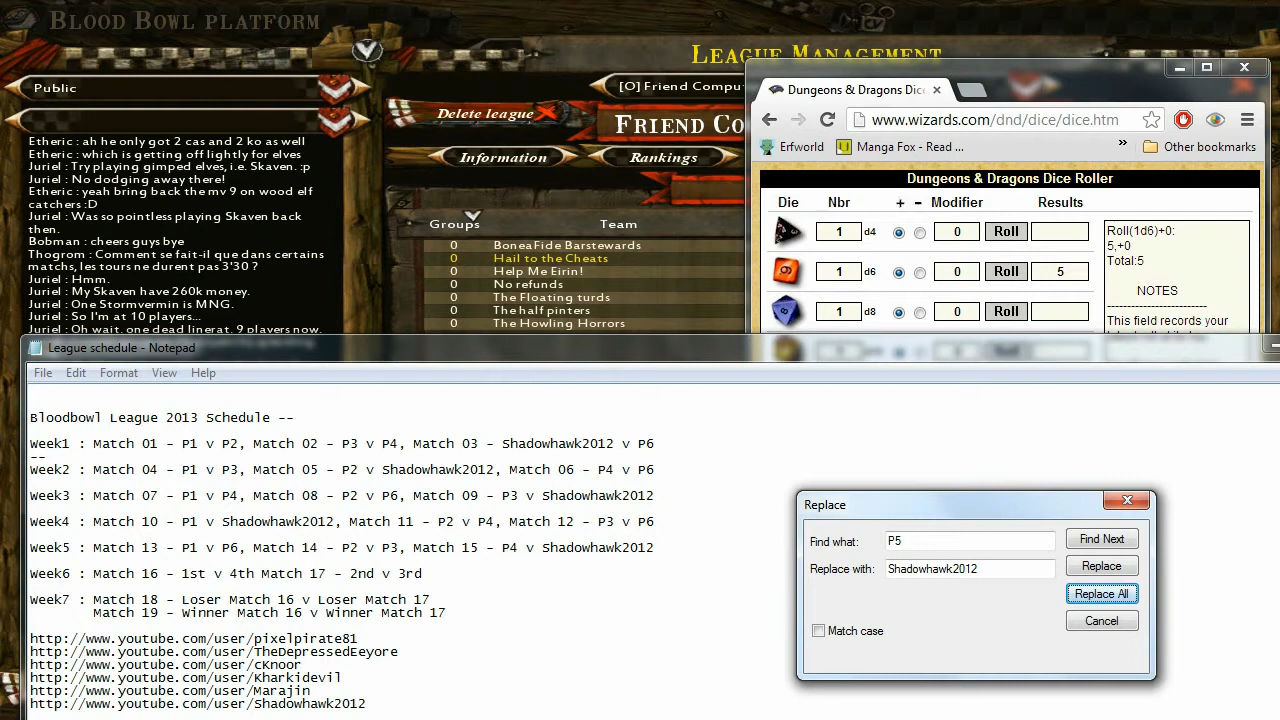 BLOOD BOWL PLATFORM
LEAGUE MANAGEMENT
Public
[O] Friend Compu
Delete league
FRIEND CO
Information
Rankings
Groups
Team
0 BoneaFide Barstewards
0 Hail to the Cheats
0 Help Me Eirin!
0 No refunds
0 The Floating turds
0 The half pinters
0 The Howling Horrors
Etheric : ah he only got 2 cas and 2 ko as well
Etheric : which is getting off lightly for elves
Juriel : Try playing gimped elves, i.e. Skaven. :p
Juriel : No dodging away there!
Etheric : yeah bring back the mv 9 on wood elf
catchers :D
Juriel : Was so pointless playing Skaven back
then.
Bobman : cheers guys bye
Thogrom : Comment se fait-il que dans certains
matchs, les tours ne durent pas 3'30 ?
Juriel : Hmm.
Juriel : My Skaven have 260k money.
Juriel : One Stormvermin is MNG.
Juriel : So I'm at 10 players...
Juriel : Oh wait, one dead linerat. 9 players now.
Dungeons & Dragons Dice
www.wizards.com/dnd/dice/dice.htm
Erfworld
Manga Fox - Read ...
»
Other bookmarks
Dungeons & Dragons Dice Roller
Die Nbr + - Modifier Results
1 d4 0 Roll
1 d6 0 Roll 5
1 d8 0 Roll
Roll(1d6)+0:
5,+0
Total:5
NOTES
----------------------------
This field records your
League schedule - Notepad
File Edit Format View Help
Bloodbowl League 2013 Schedule --
Week1 : Match 01 - P1 v P2, Match 02 - P3 v P4, Match 03 - Shadowhawk2012 v P6
--
Week2 : Match 04 - P1 v P3, Match 05 - P2 v Shadowhawk2012, Match 06 - P4 v P6
Week3 : Match 07 - P1 v P4, Match 08 - P2 v P6, Match 09 - P3 v Shadowhawk2012
Week4 : Match 10 - P1 v Shadowhawk2012, Match 11 - P2 v P4, Match 12 - P3 v P6
Week5 : Match 13 - P1 v P6, Match 14 - P2 v P3, Match 15 - P4 v Shadowhawk2012
Week6 : Match 16 - 1st v 4th Match 17 - 2nd v 3rd
Week7 : Match 18 - Loser Match 16 v Loser Match 17
Match 19 - Winner Match 16 v Winner Match 17
http://www.youtube.com/user/pixelpirate81
http://www.youtube.com/user/TheDepressedEeyore
http://www.youtube.com/user/cKnoor
http://www.youtube.com/user/Kharkidevil
http://www.youtube.com/user/Marajin
http://www.youtube.com/user/Shadowhawk2012
Replace
Find what: P5
Replace with: Shadowhawk2012
Match case
Find Next
Replace
Replace All
Cancel